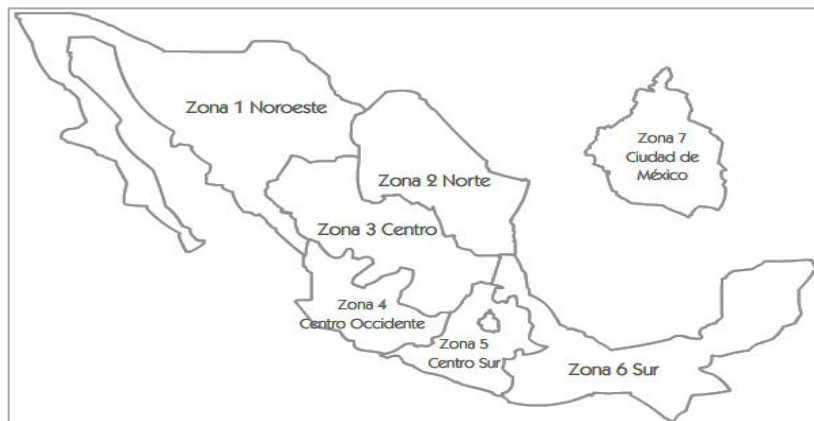 Zona 1 Noroeste
Zona 2 Norte
Zona 3 Centro
Zona 4
Centro Occidente
Zona 5
Centro Sur
Zona 6 Sur
Zona 7
Ciudad de
México